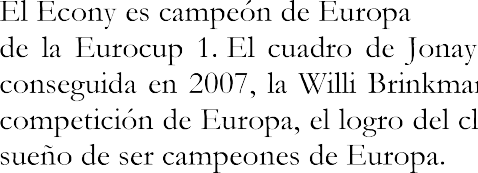 El Econy es campeón de Europa
de la Eurocup 1. El cuadro de Jonay
conseguida en 2007, la Willi
competición de Europa, el logro del
sueño de ser campeones de Europa.